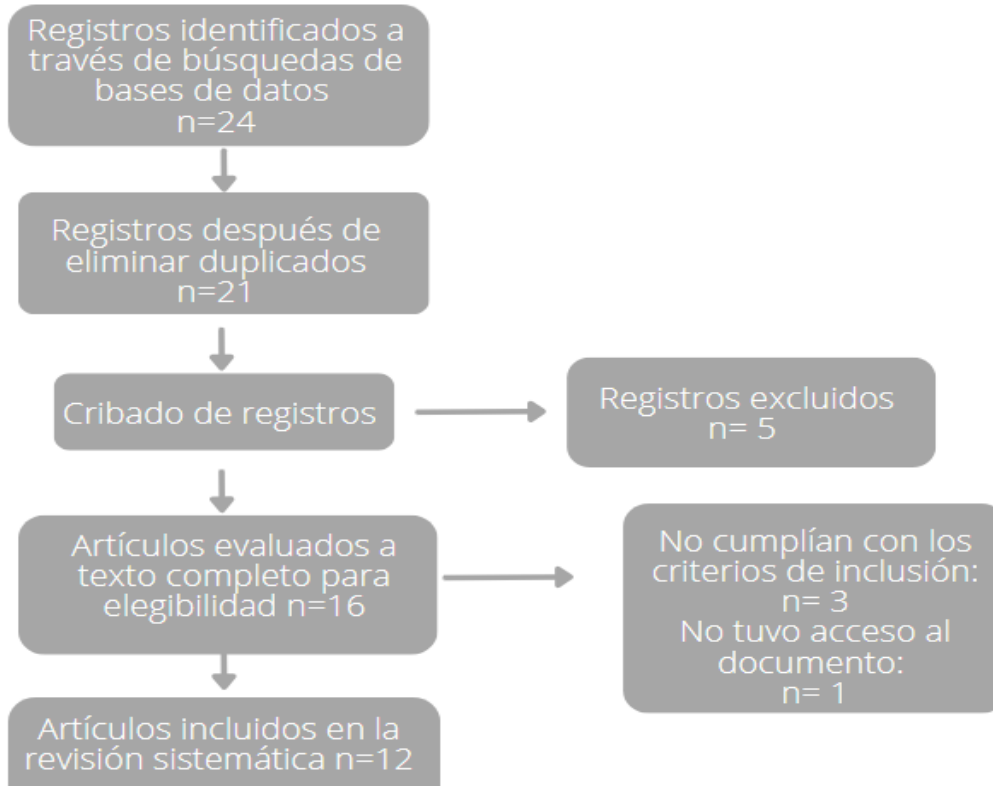 Registros identificados a
través de búsquedas de
bases de datos
n=24
Registros después de
eliminar duplicados
n=21
Cribado de registros
Registros excluidos
n= 5
Artículos evaluados a
texto completo para
elegibilidad n=16
No cumplían con los
criterios de inclusión:
n= 3
No tuvo acceso al
documento:
n= 1
Artículos incluidos en la
revisión sistemática n=12